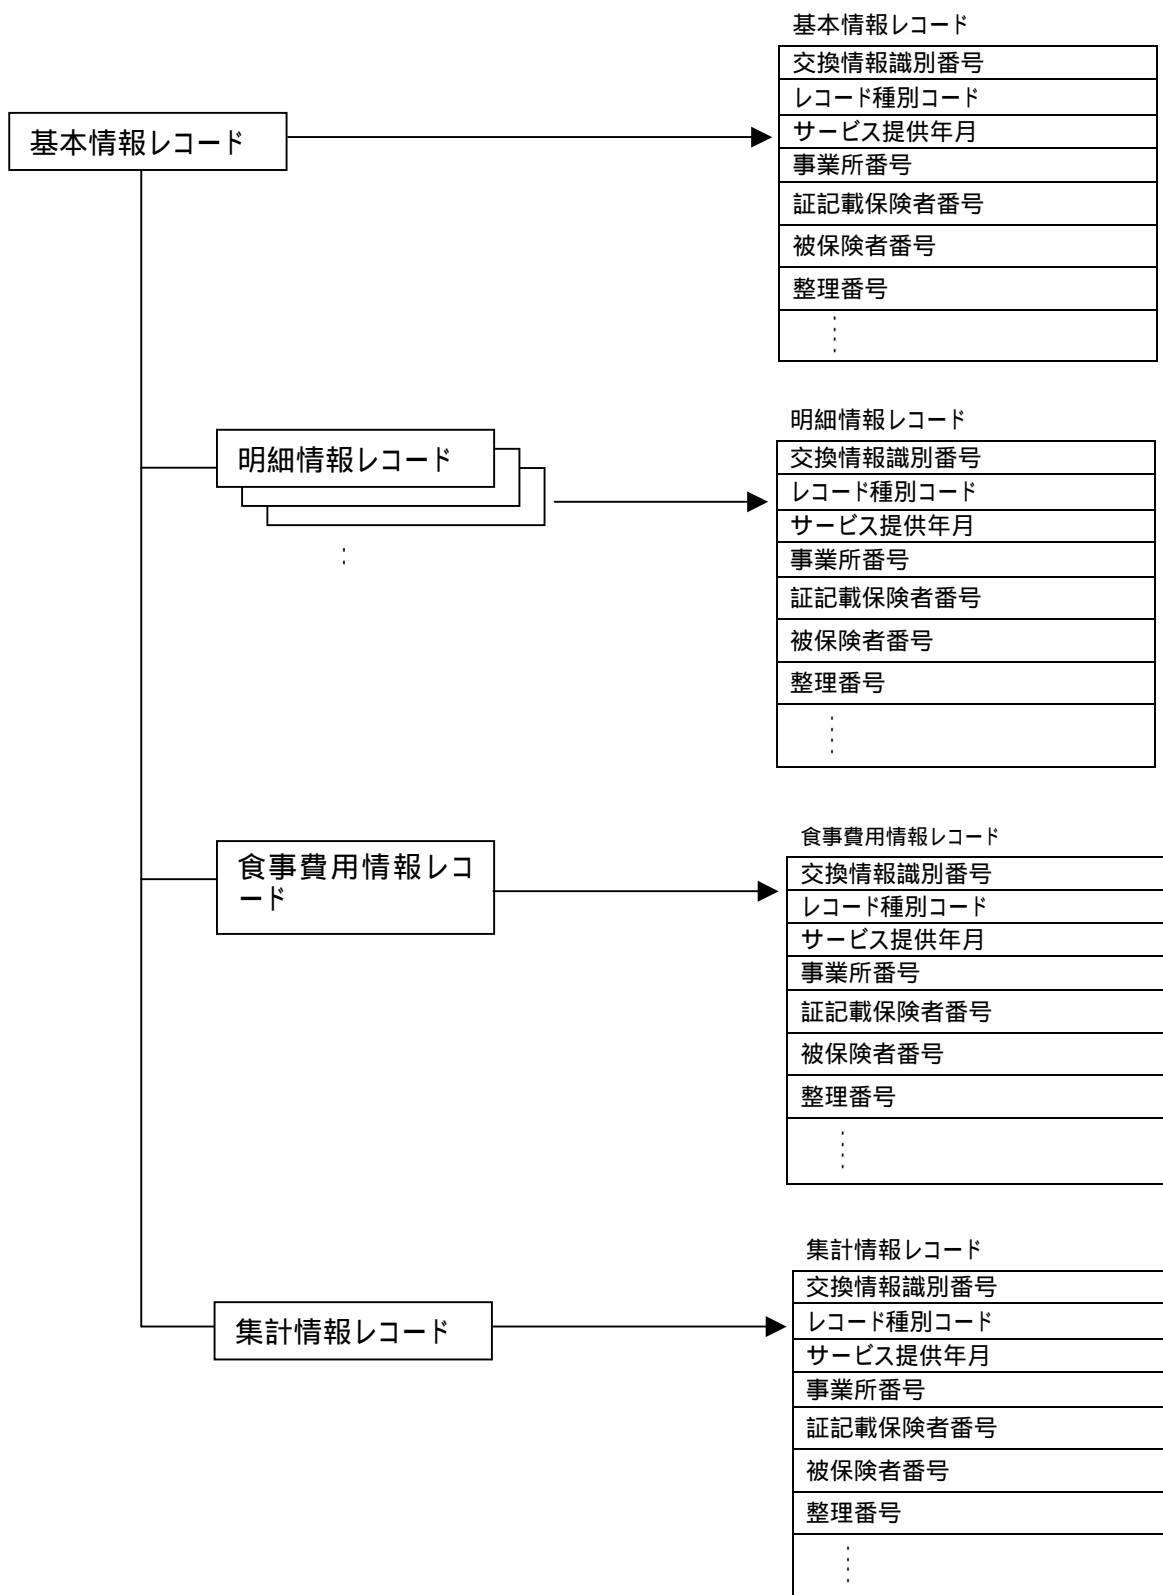 基本情報レコード
基本情報レコード
交換情報識別番号
レコード種別コード
サービス提供年月
事業所番号
証記載保険者番号
被保険者番号
整理番号
明細情報レコード
明細情報レコード
交換情報識別番号
レコード種別コード
サービス提供年月
事業所番号
証記載保険者番号
被保険者番号
整理番号
食事費用情報レコ
ード
食事費用情報レコード
交換情報識別番号
レコード種別コード
サービス提供年月
事業所番号
証記載保険者番号
被保険者番号
整理番号
集計情報レコード
集計情報レコード
交換情報識別番号
レコード種別コード
サービス提供年月
事業所番号
証記載保険者番号
被保険者番号
整理番号